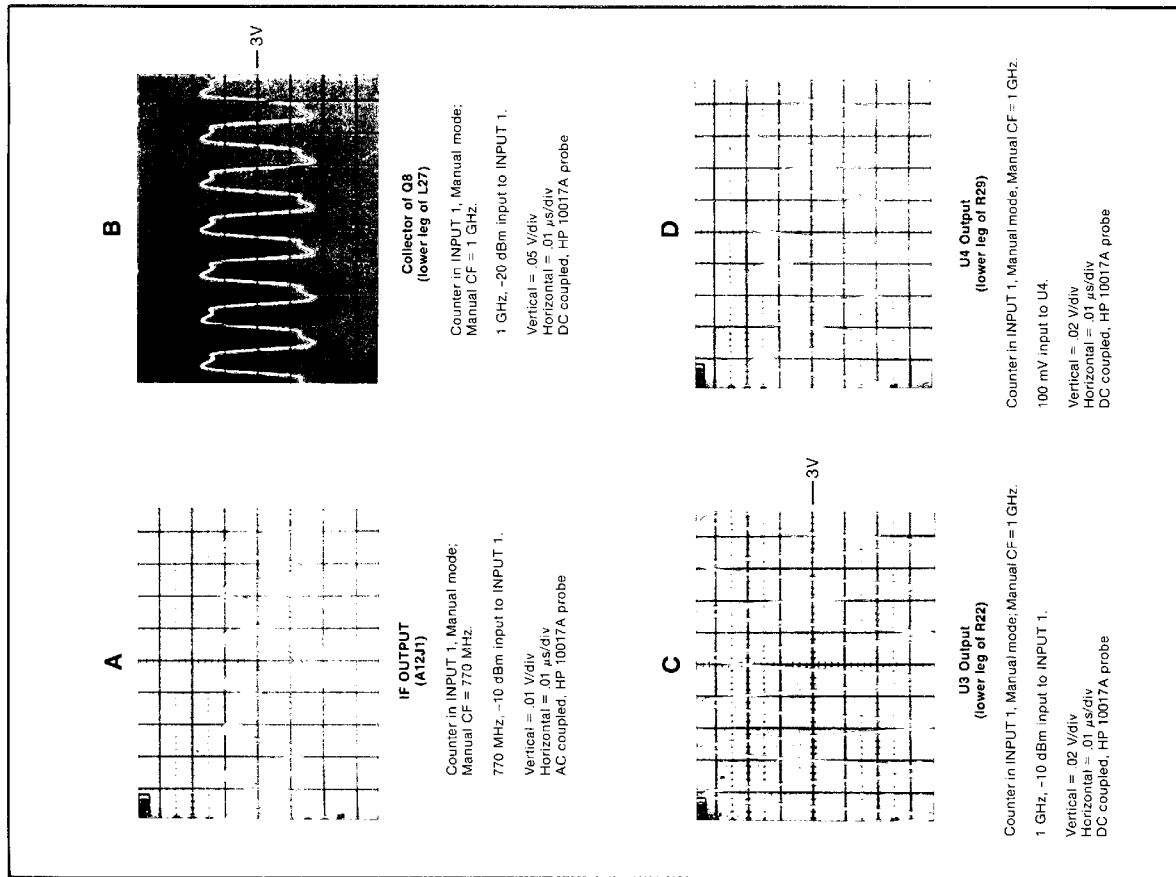 A
IF OUTPUT
(A12J1)
Counter in INPUT 1, Manual mode;
Manual CF = 770 MHz.
770 MHz, -10 dBm input to INPUT 1.
Vertical = .01 V/div
Horizontal = .01 μs/div
AC coupled, HP 10017A probe
B
3V
Collector of Q8
(lower leg of L27)
Counter in INPUT 1, Manual mode;
Manual CF = 1 GHz.
1 GHz, -20 dBm input to INPUT 1.
Vertical = .05 V/div
Horizontal = .01 μs/div
DC coupled, HP 10017A probe
C
3V
U3 Output
(lower leg of R22)
Counter in INPUT 1, Manual mode; Manual CF = 1 GHz.
1 GHz, -10 dBm input to INPUT 1.
Vertical = .02 V/div
Horizontal = .01 μs/div
DC coupled, HP 10017A probe
D
U4 Output
(lower leg of R29)
Counter in INPUT 1, Manual mode, Manual CF = 1 GHz.
100 mV input to U4.
Vertical = .02 V/div
Horizontal = .01 μs/div
DC coupled, HP 10017A probe